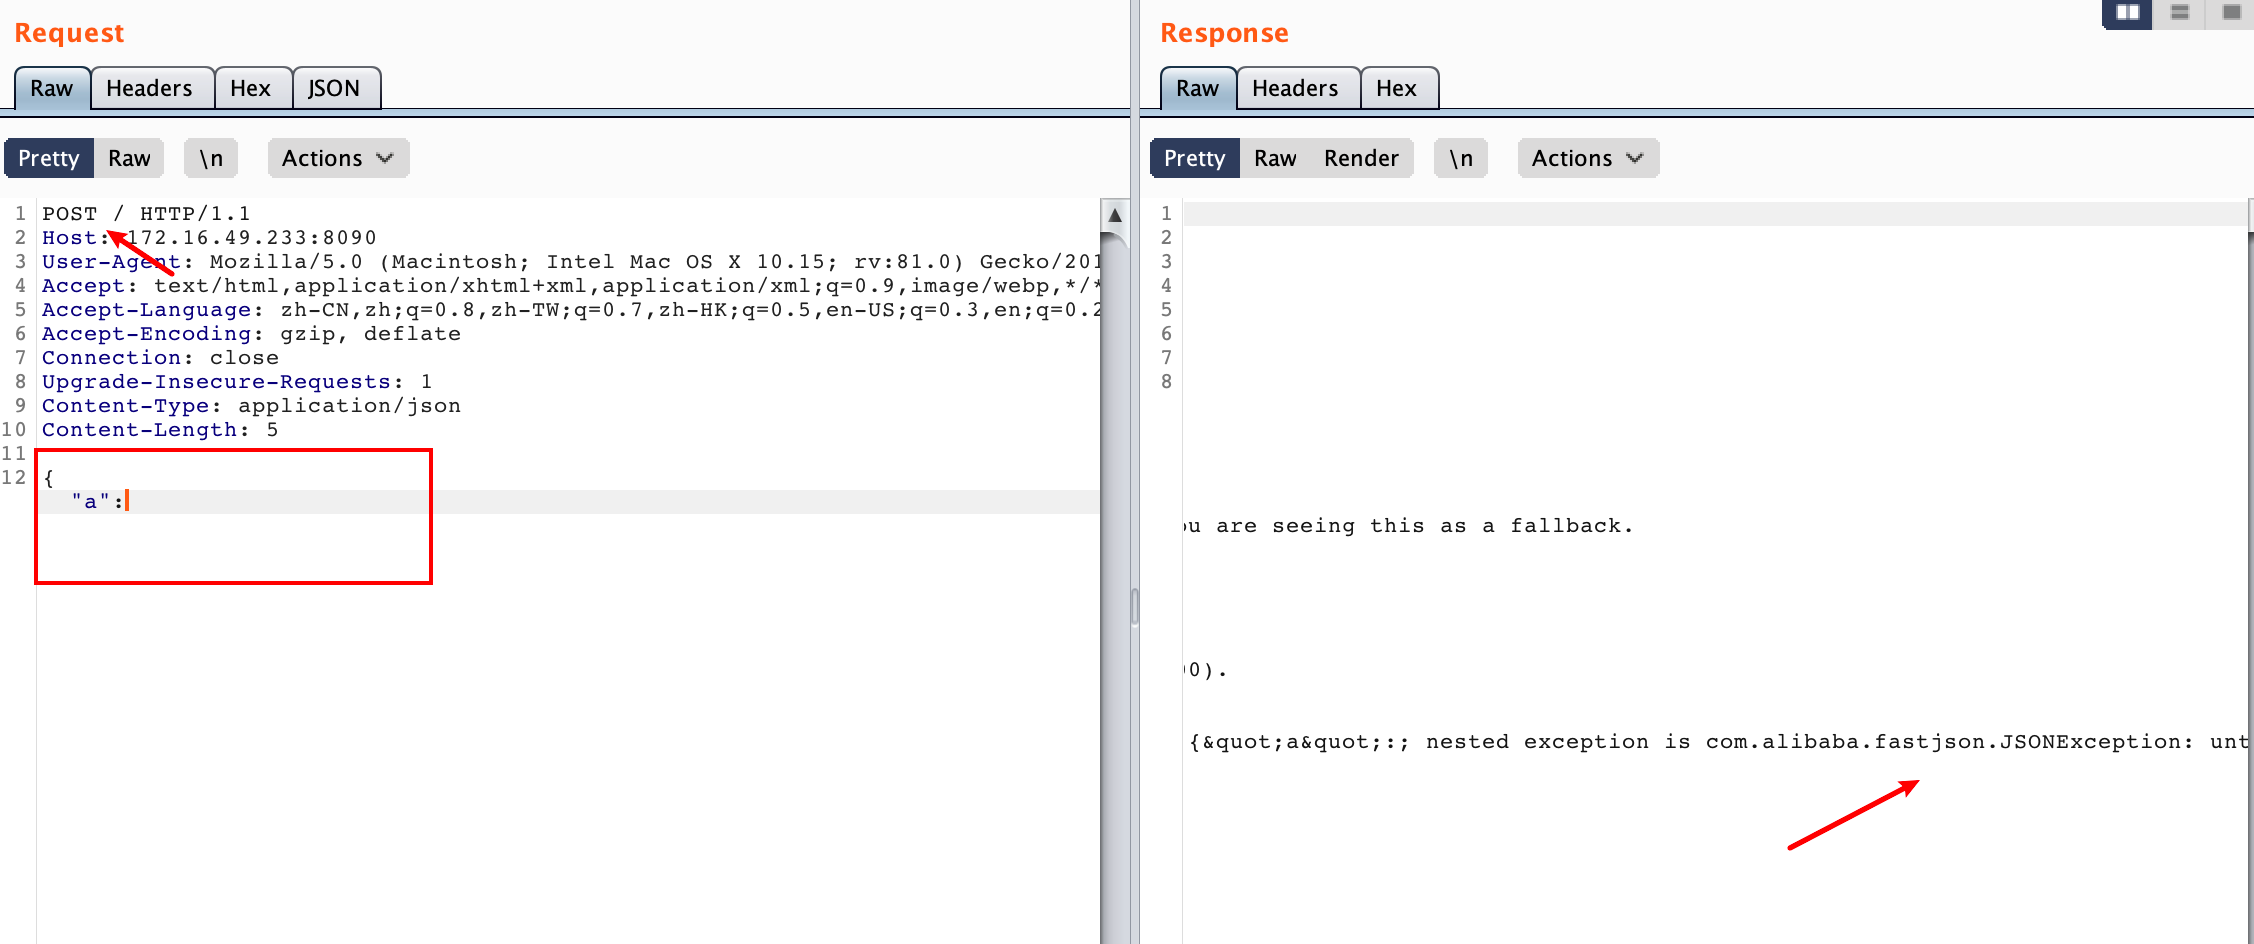 Request
Raw Headers Hex JSON
Pretty Raw \n Actions
1 POST / HTTP/1.1
2 Host: 172.16.49.233:8090
3 User-Agent: Mozilla/5.0 (Macintosh; Intel Mac OS X 10.15; rv:81.0) Gecko/201
4 Accept: text/html,application/xhtml+xml,application/xml;q=0.9,image/webp,*/*
5 Accept-Language: zh-CN,zh;q=0.8,zh-TW;q=0.7,zh-HK;q=0.5,en-US;q=0.3,en;q=0.2
6 Accept-Encoding: gzip, deflate
7 Connection: close
8 Upgrade-Insecure-Requests: 1
9 Content-Type: application/json
10 Content-Length: 5
11
12 {
"a":
Response
Raw Headers Hex
Pretty Raw Render \n Actions
1
2
3
4
5
6
7
8
ou are seeing this as a fallback.
00).
{&quot;a&quot;:; nested exception is com.alibaba.fastjson.JSONException: unt